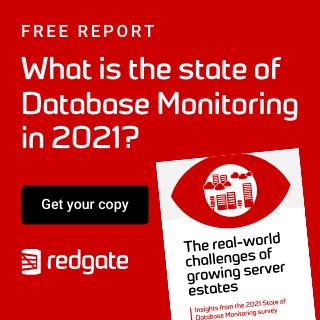 FREE REPORT
What is the state of
Database Monitoring
in 2021?
Get your copy
redgate
The real-world
challenges of
growing server
estates
Insights from the 2021 State of
Database Monitoring survey